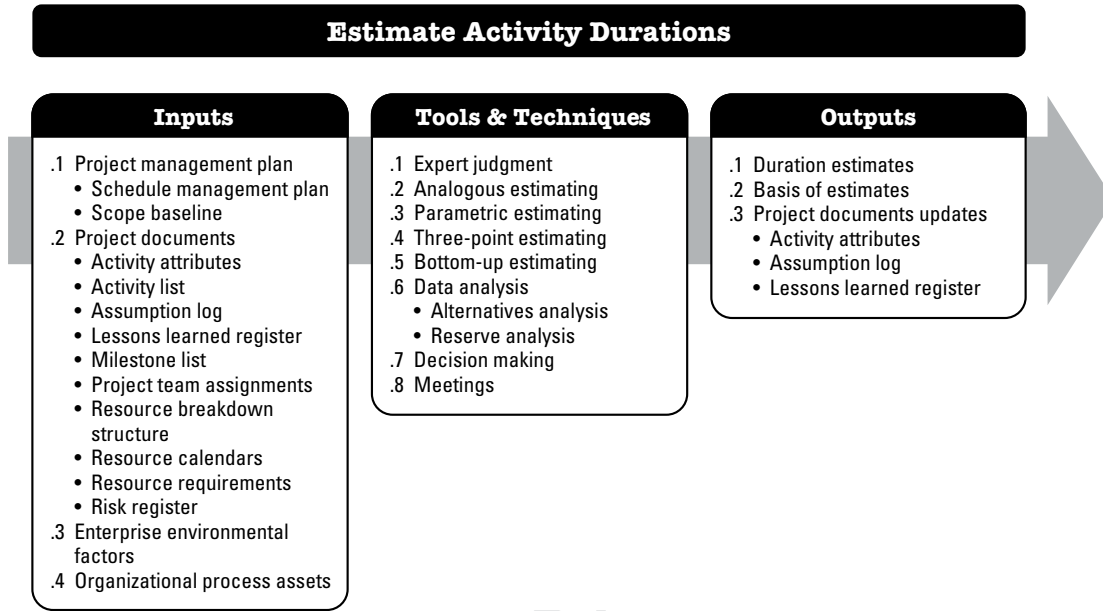 Estimate Activity Durations
Inputs
.1 Project management plan
• Schedule management plan
• Scope baseline
.2 Project documents
• Activity attributes
• Activity list
• Assumption log
• Lessons learned register
• Milestone list
• Project team assignments
• Resource breakdown
structure
• Resource calendars
• Resource requirements
• Risk register
.3 Enterprise environmental
factors
.4 Organizational process assets
Tools & Techniques
.1 Expert judgment
.2 Analogous estimating
.3 Parametric estimating
.4 Three-point estimating
.5 Bottom-up estimating
.6 Data analysis
• Alternatives analysis
• Reserve analysis
.7 Decision making
.8 Meetings
Outputs
.1 Duration estimates
.2 Basis of estimates
.3 Project documents updates
• Activity attributes
• Assumption log
• Lessons learned register